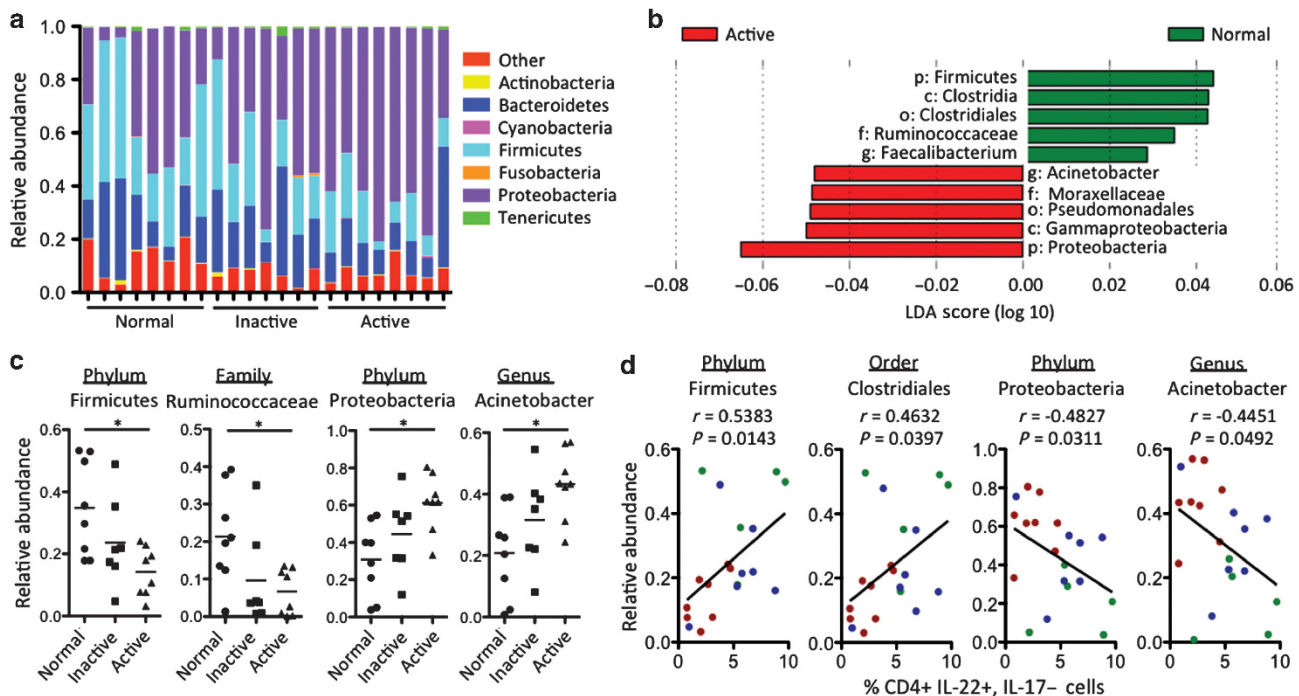 a
1.0
0.8
0.6
0.4
0.2
0.0
Relative abundance
Normal
Inactive
Active
Other
Actinobacteria
Bacteroidetes
Cyanobacteria
Firmicutes
Fusobacteria
Proteobacteria
Tenericutes
b
Active
Normal
p: Firmicutes
c: Clostridia
o: Clostridiales
f: Ruminococcaceae
g: Faecalibacterium
g: Acinetobacter
f: Moraxellaceae
o: Pseudomonadales
c: Gammaproteobacteria
p: Proteobacteria
−0.08 −0.06 −0.04 −0.02 0.00 0.02 0.04 0.06
LDA score (log 10)
c
Phylum
Firmicutes
*
0.6
0.4
0.2
0.0
Relative abundance
Normal
Inactive
Active
Family
Ruminococcaceae
*
0.5
0.4
0.3
0.2
0.1
0.0
Normal
Inactive
Active
Phylum
Proteobacteria
*
1.0
0.8
0.6
0.4
0.2
0.0
Normal
Inactive
Active
Genus
Acinetobacter
*
0.6
0.4
0.2
0.0
Normal
Inactive
Active
d
Phylum
Firmicutes
r = 0.5383
P = 0.0143
0.6
0.4
0.2
0.0
Relative abundance
0 5 10
Order
Clostridiales
r = 0.4632
P = 0.0397
0.6
0.4
0.2
0.0
0 5 10
Phylum
Proteobacteria
r = -0.4827
P = 0.0311
1.0
0.8
0.6
0.4
0.2
0.0
0 5 10
Genus
Acinetobacter
r = -0.4451
P = 0.0492
0.6
0.4
0.2
0.0
0 5 10
% CD4+ IL-22+, IL-17− cells